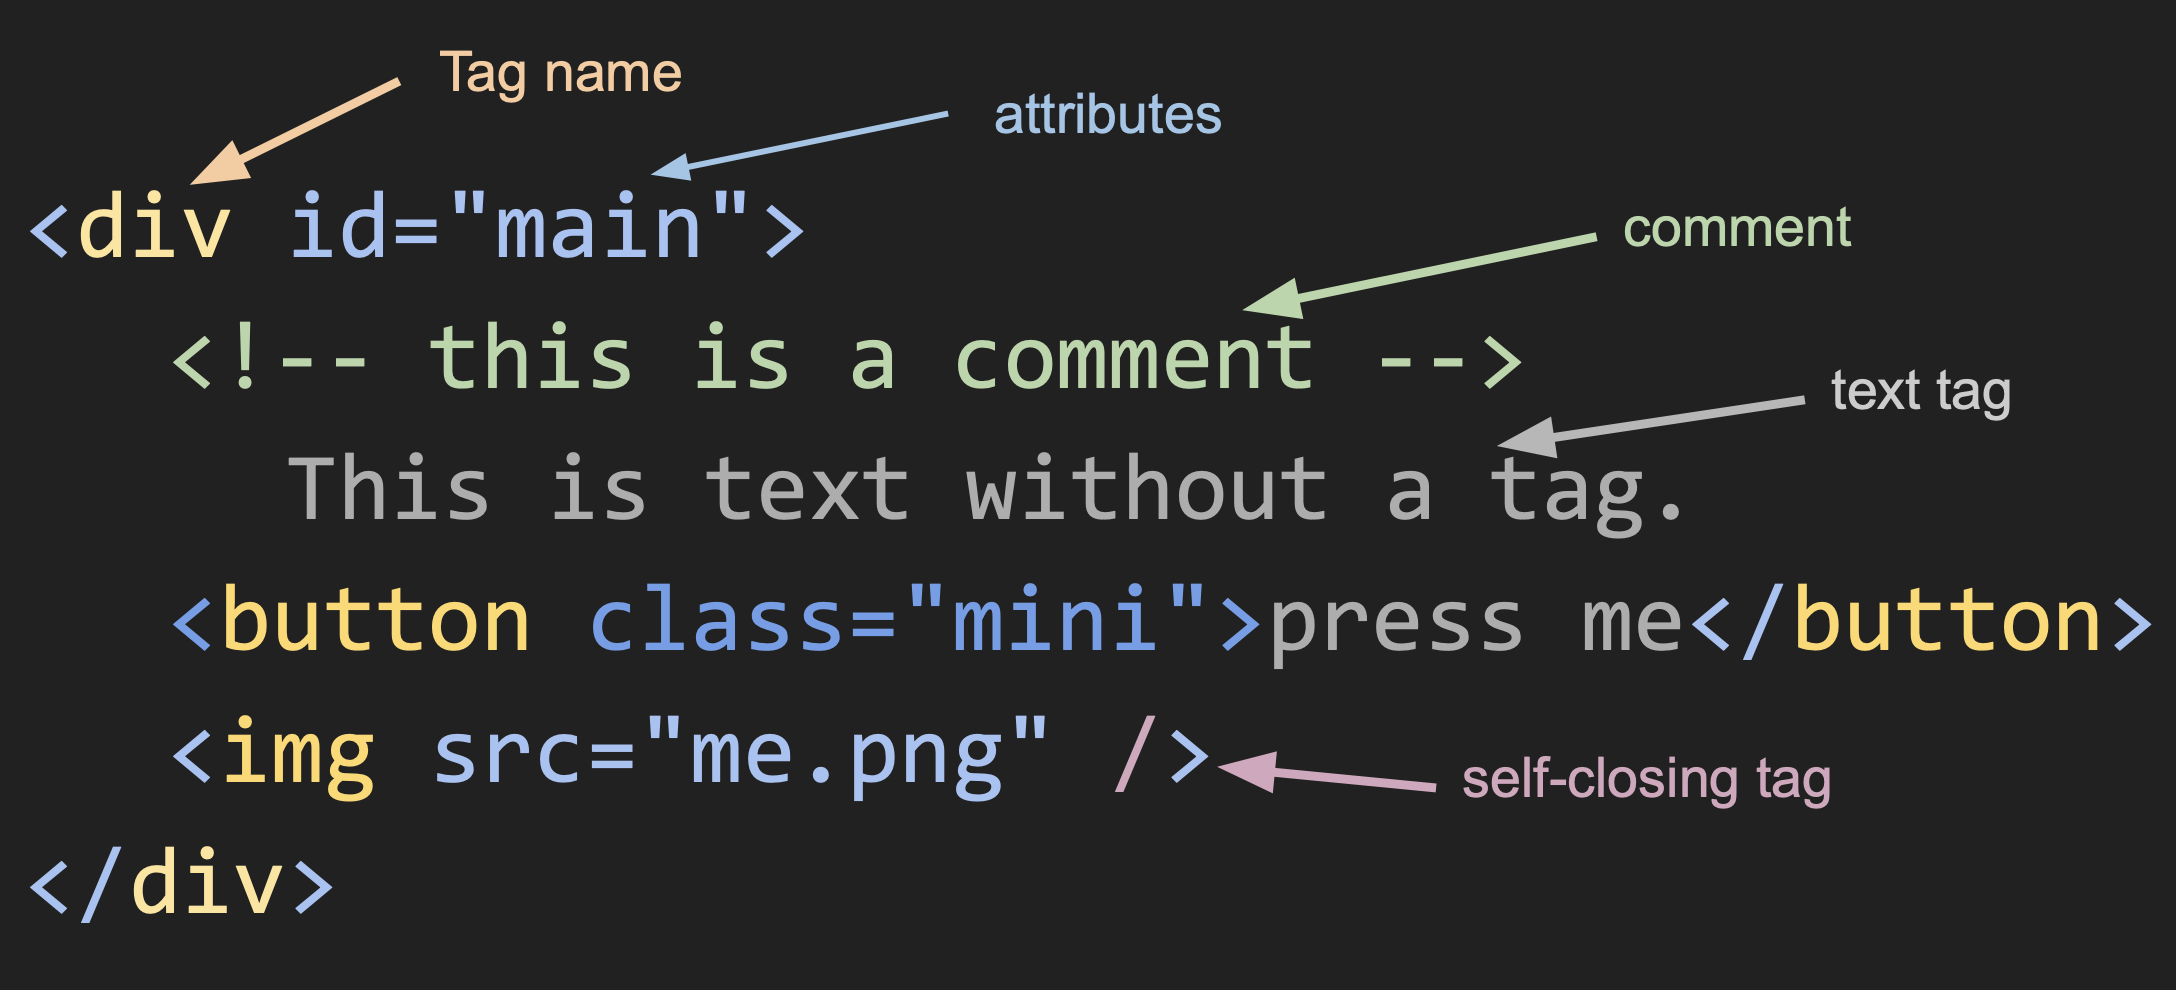 Tag name
attributes
<div id="main">
comment
<!-- this is a comment -->
text tag
This is text without a tag.
<button class="mini">press me</button>
<img src="me.png" />
self-closing tag
</div>